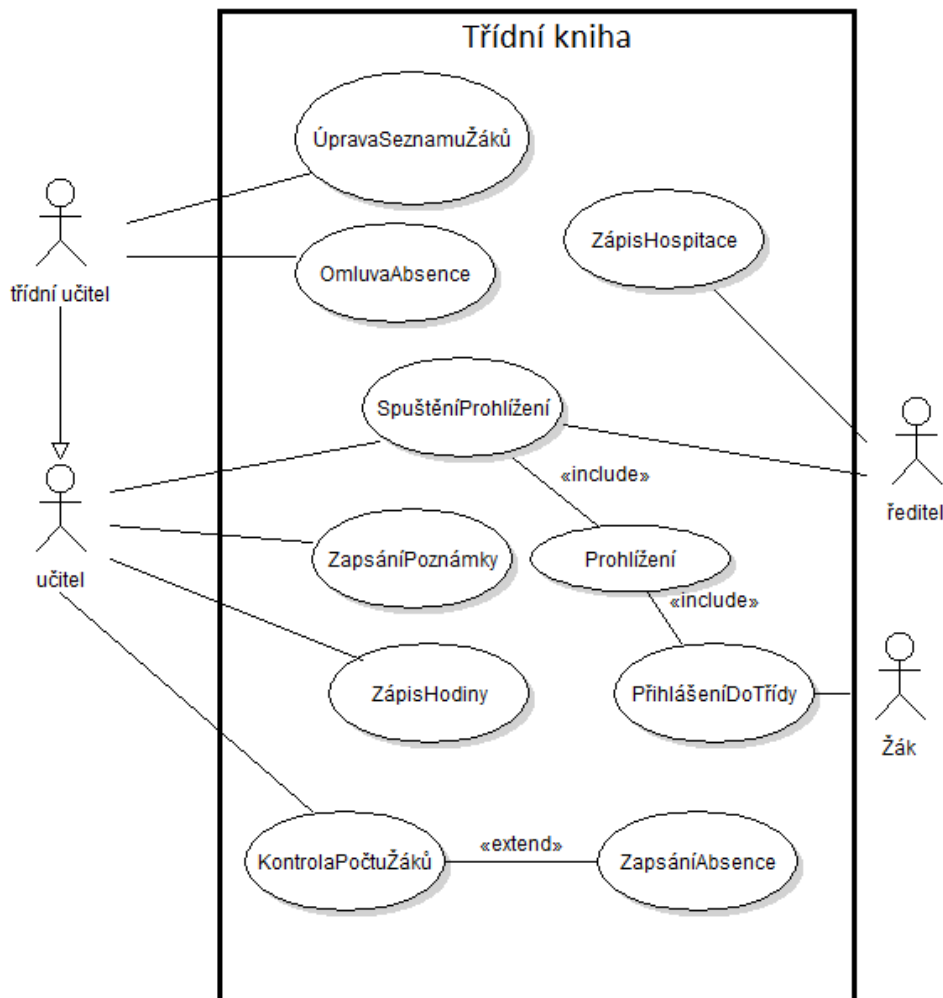 Třídní kniha
ÚpravaSeznamuŽáků
ZápisHospitace
OmluvaAbsence
třídní učitel
SpuštěníProhlížení
«include»
ředitel
ZapsáníPoznámky
Prohlížení
učitel
«include»
ZápisHodiny
PřihlášeníDoTřídy
Žák
KontrolaPočtuŽáků
«extend»
ZapsáníAbsence